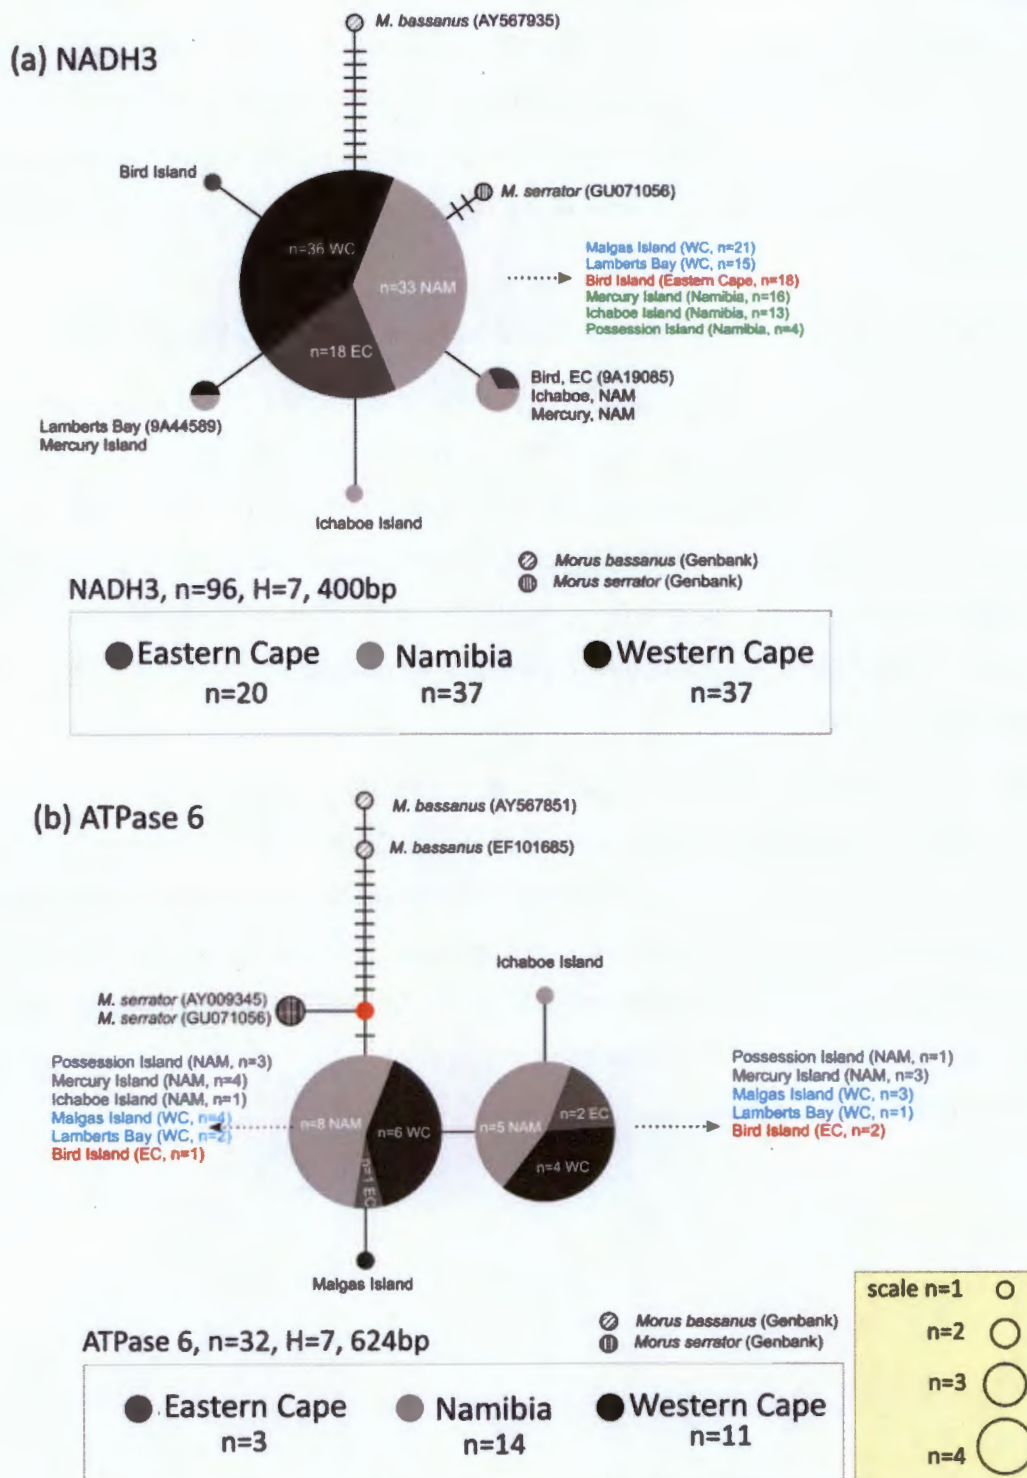 M. bassanus (AY567935)
(a) NADH3
Bird Island
M. serrator (GU071056)
n=36 WC
n=33 NAM
n=18 EC
Malgas Island (WC, n=21)
Lamberts Bay (WC, n=15)
Bird Island (Eastern Cape, n=18)
Mercury Island (Namibia, n=16)
Ichaboe Island (Namibia, n=13)
Possession Island (Namibia, n=4)
Bird, EC (9A19085)
Ichaboe, NAM
Mercury, NAM
Lamberts Bay (9A44589)
Mercury Island
Ichaboe Island
Morus bassanus (Genbank)
Morus serrator (Genbank)
NADH3, n=96, H=7, 400bp
Eastern Cape Namibia Western Cape
n=20 n=37 n=37
M. bassanus (AY567851)
(b) ATPase 6
M. bassanus (EF101685)
Ichaboe Island
M. serrator (AY009345)
M. serrator (GU071056)
Possession Island (NAM, n=3)
Mercury Island (NAM, n=4)
Ichaboe Island (NAM, n=1)
Malgas Island (WC, n=4)
Lamberts Bay (WC, n=2)
Bird Island (EC, n=1)
n=8 NAM
n=6 WC
n=1 EC
n=5 NAM
n=2 EC
n=4 WC
Possession Island (NAM, n=1)
Mercury Island (NAM, n=3)
Malgas Island (WC, n=3)
Lamberts Bay (WC, n=1)
Bird Island (EC, n=2)
Malgas Island
Morus bassanus (Genbank)
Morus serrator (Genbank)
ATPase 6, n=32, H=7, 624bp
Eastern Cape Namibia Western Cape
n=3 n=14 n=11
scale n=1
n=2
n=3
n=4